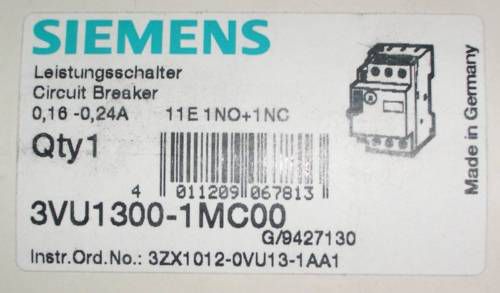 SIEMENS
Leistungsschalter
Circuit Breaker
0,16 -0,24A 11E 1NO+1NC
Qty1
4 011209 067813
3VU1300-1MC00
G/9427130
Instr.Ord.No.: 3ZX1012-0VU13-1AA1
Made in Germany